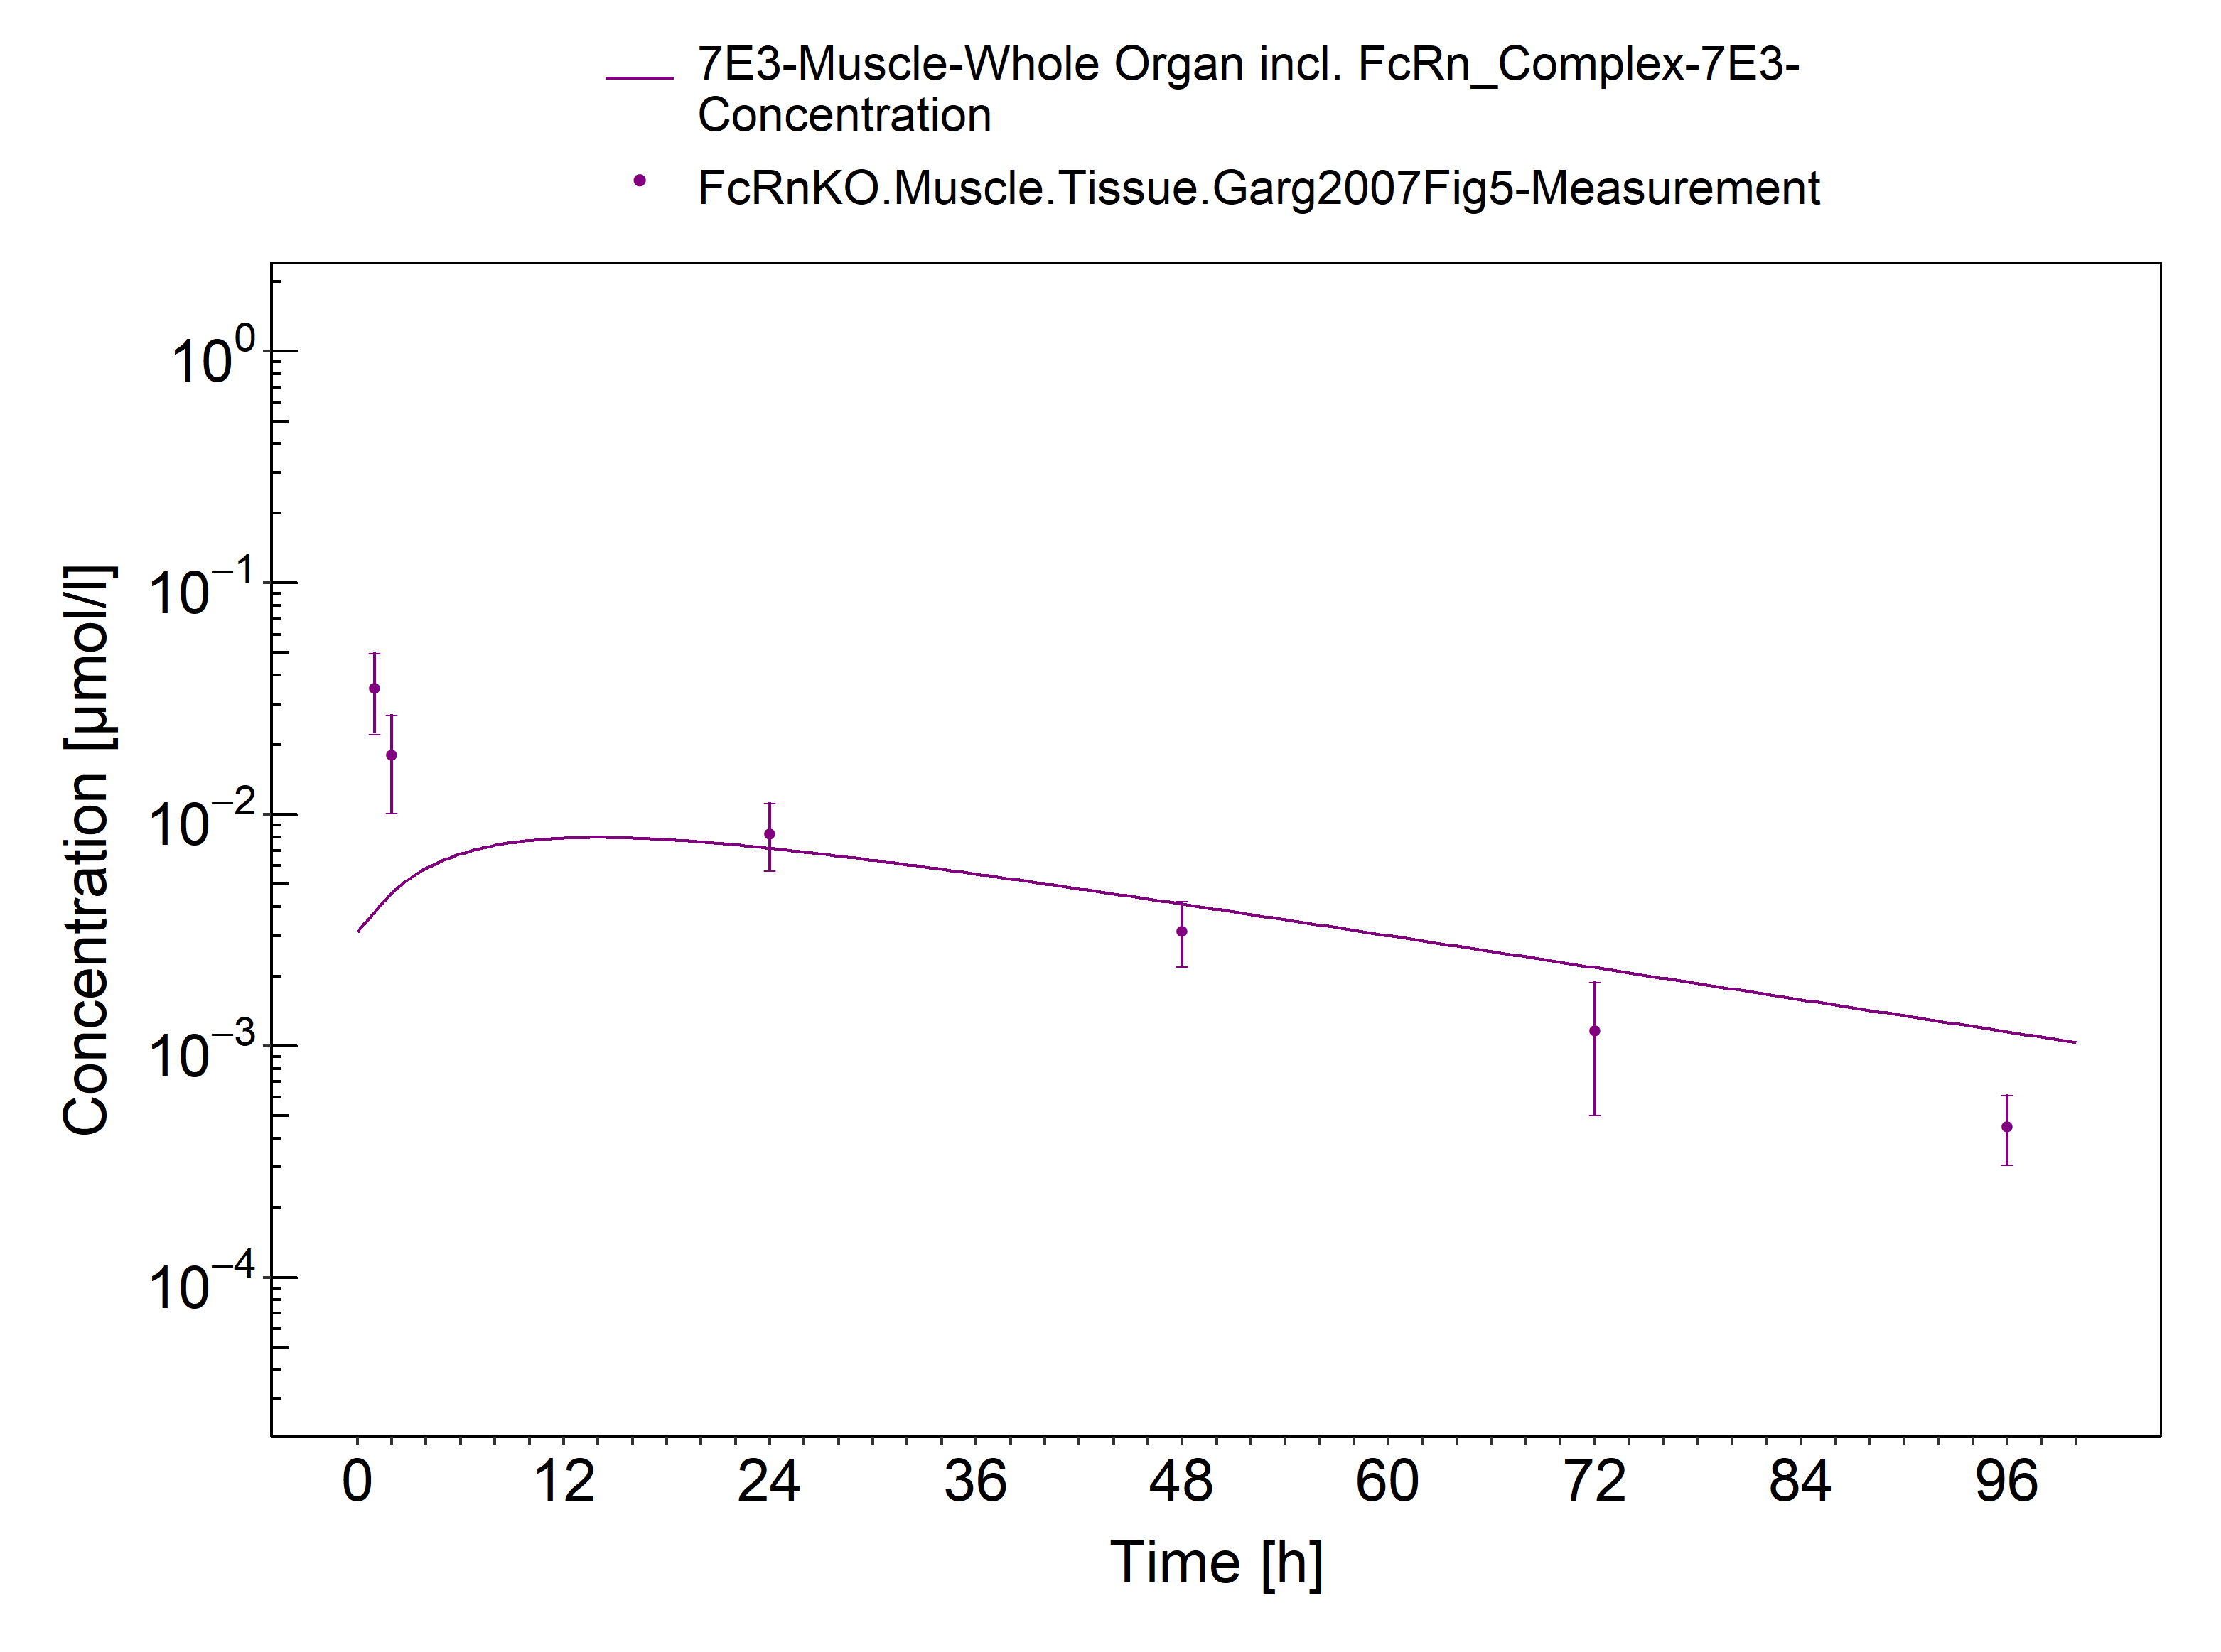 7E3-Muscle-Whole Organ incl. FcRn_Complex-7E3-
Concentration
FcRnKO.Muscle.Tissue.Garg2007Fig5-Measurement
10^0
10^−1
10^−2
10^−3
10^−4
Concentration [µmol/l]
0 12 24 36 48 60 72 84 96
Time [h]